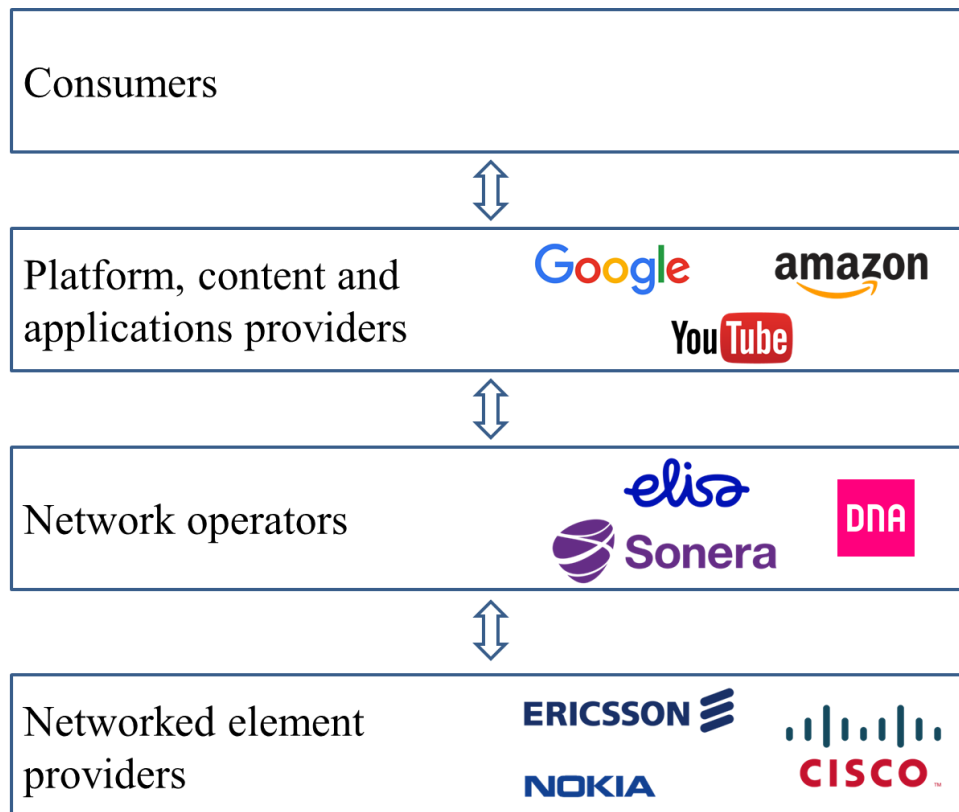 Consumers
Platform, content and
applications providers
Google
amazon
YouTube
Network operators
elisa
Sonera
DNA
Networked element
providers
ERICSSON
NOKIA
CISCO™